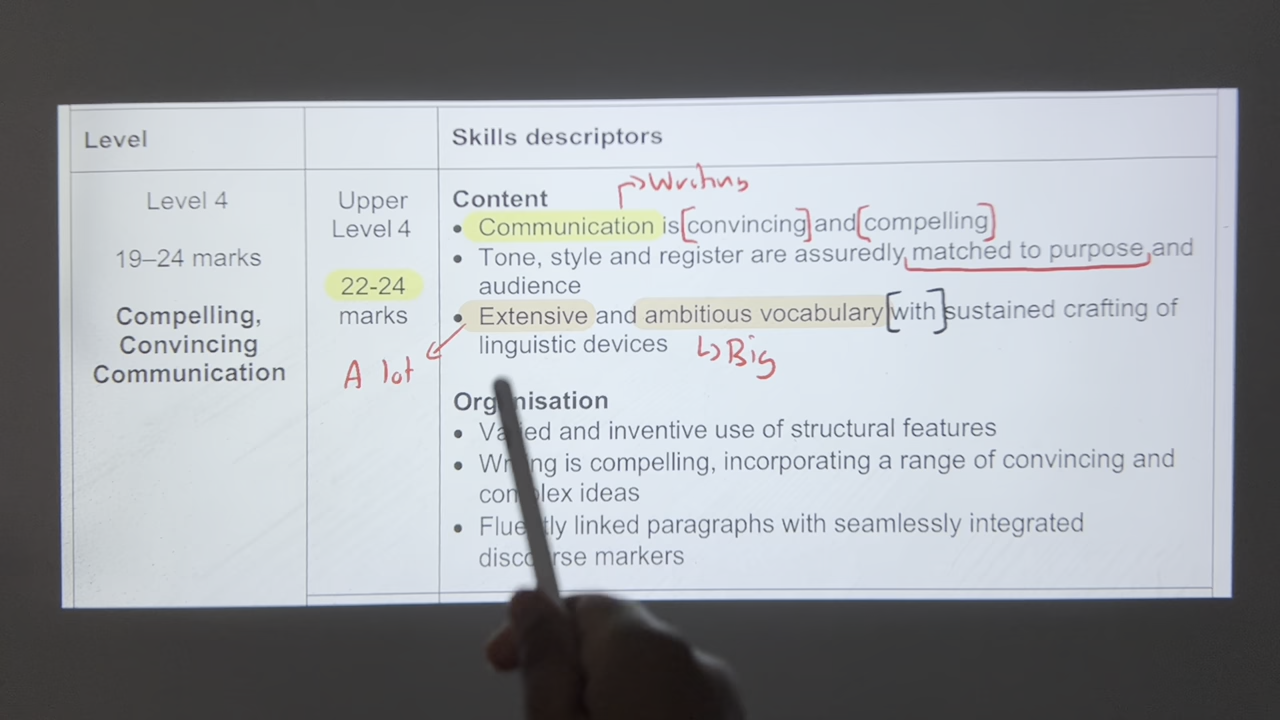 Level
Skills descriptors
Level 4
19–24 marks
Compelling,
Convincing
Communication
Upper
Level 4
22-24
marks
A lot
Content
Writing
• Communication is [convincing] and [compelling]
• Tone, style and register are assuredly matched to purpose and
audience
• Extensive and ambitious vocabulary [with] sustained crafting of
linguistic devices
Big
Organisation
• Varied and inventive use of structural features
• Writing is compelling, incorporating a range of convincing and
complex ideas
• Fluently linked paragraphs with seamlessly integrated
discourse markers